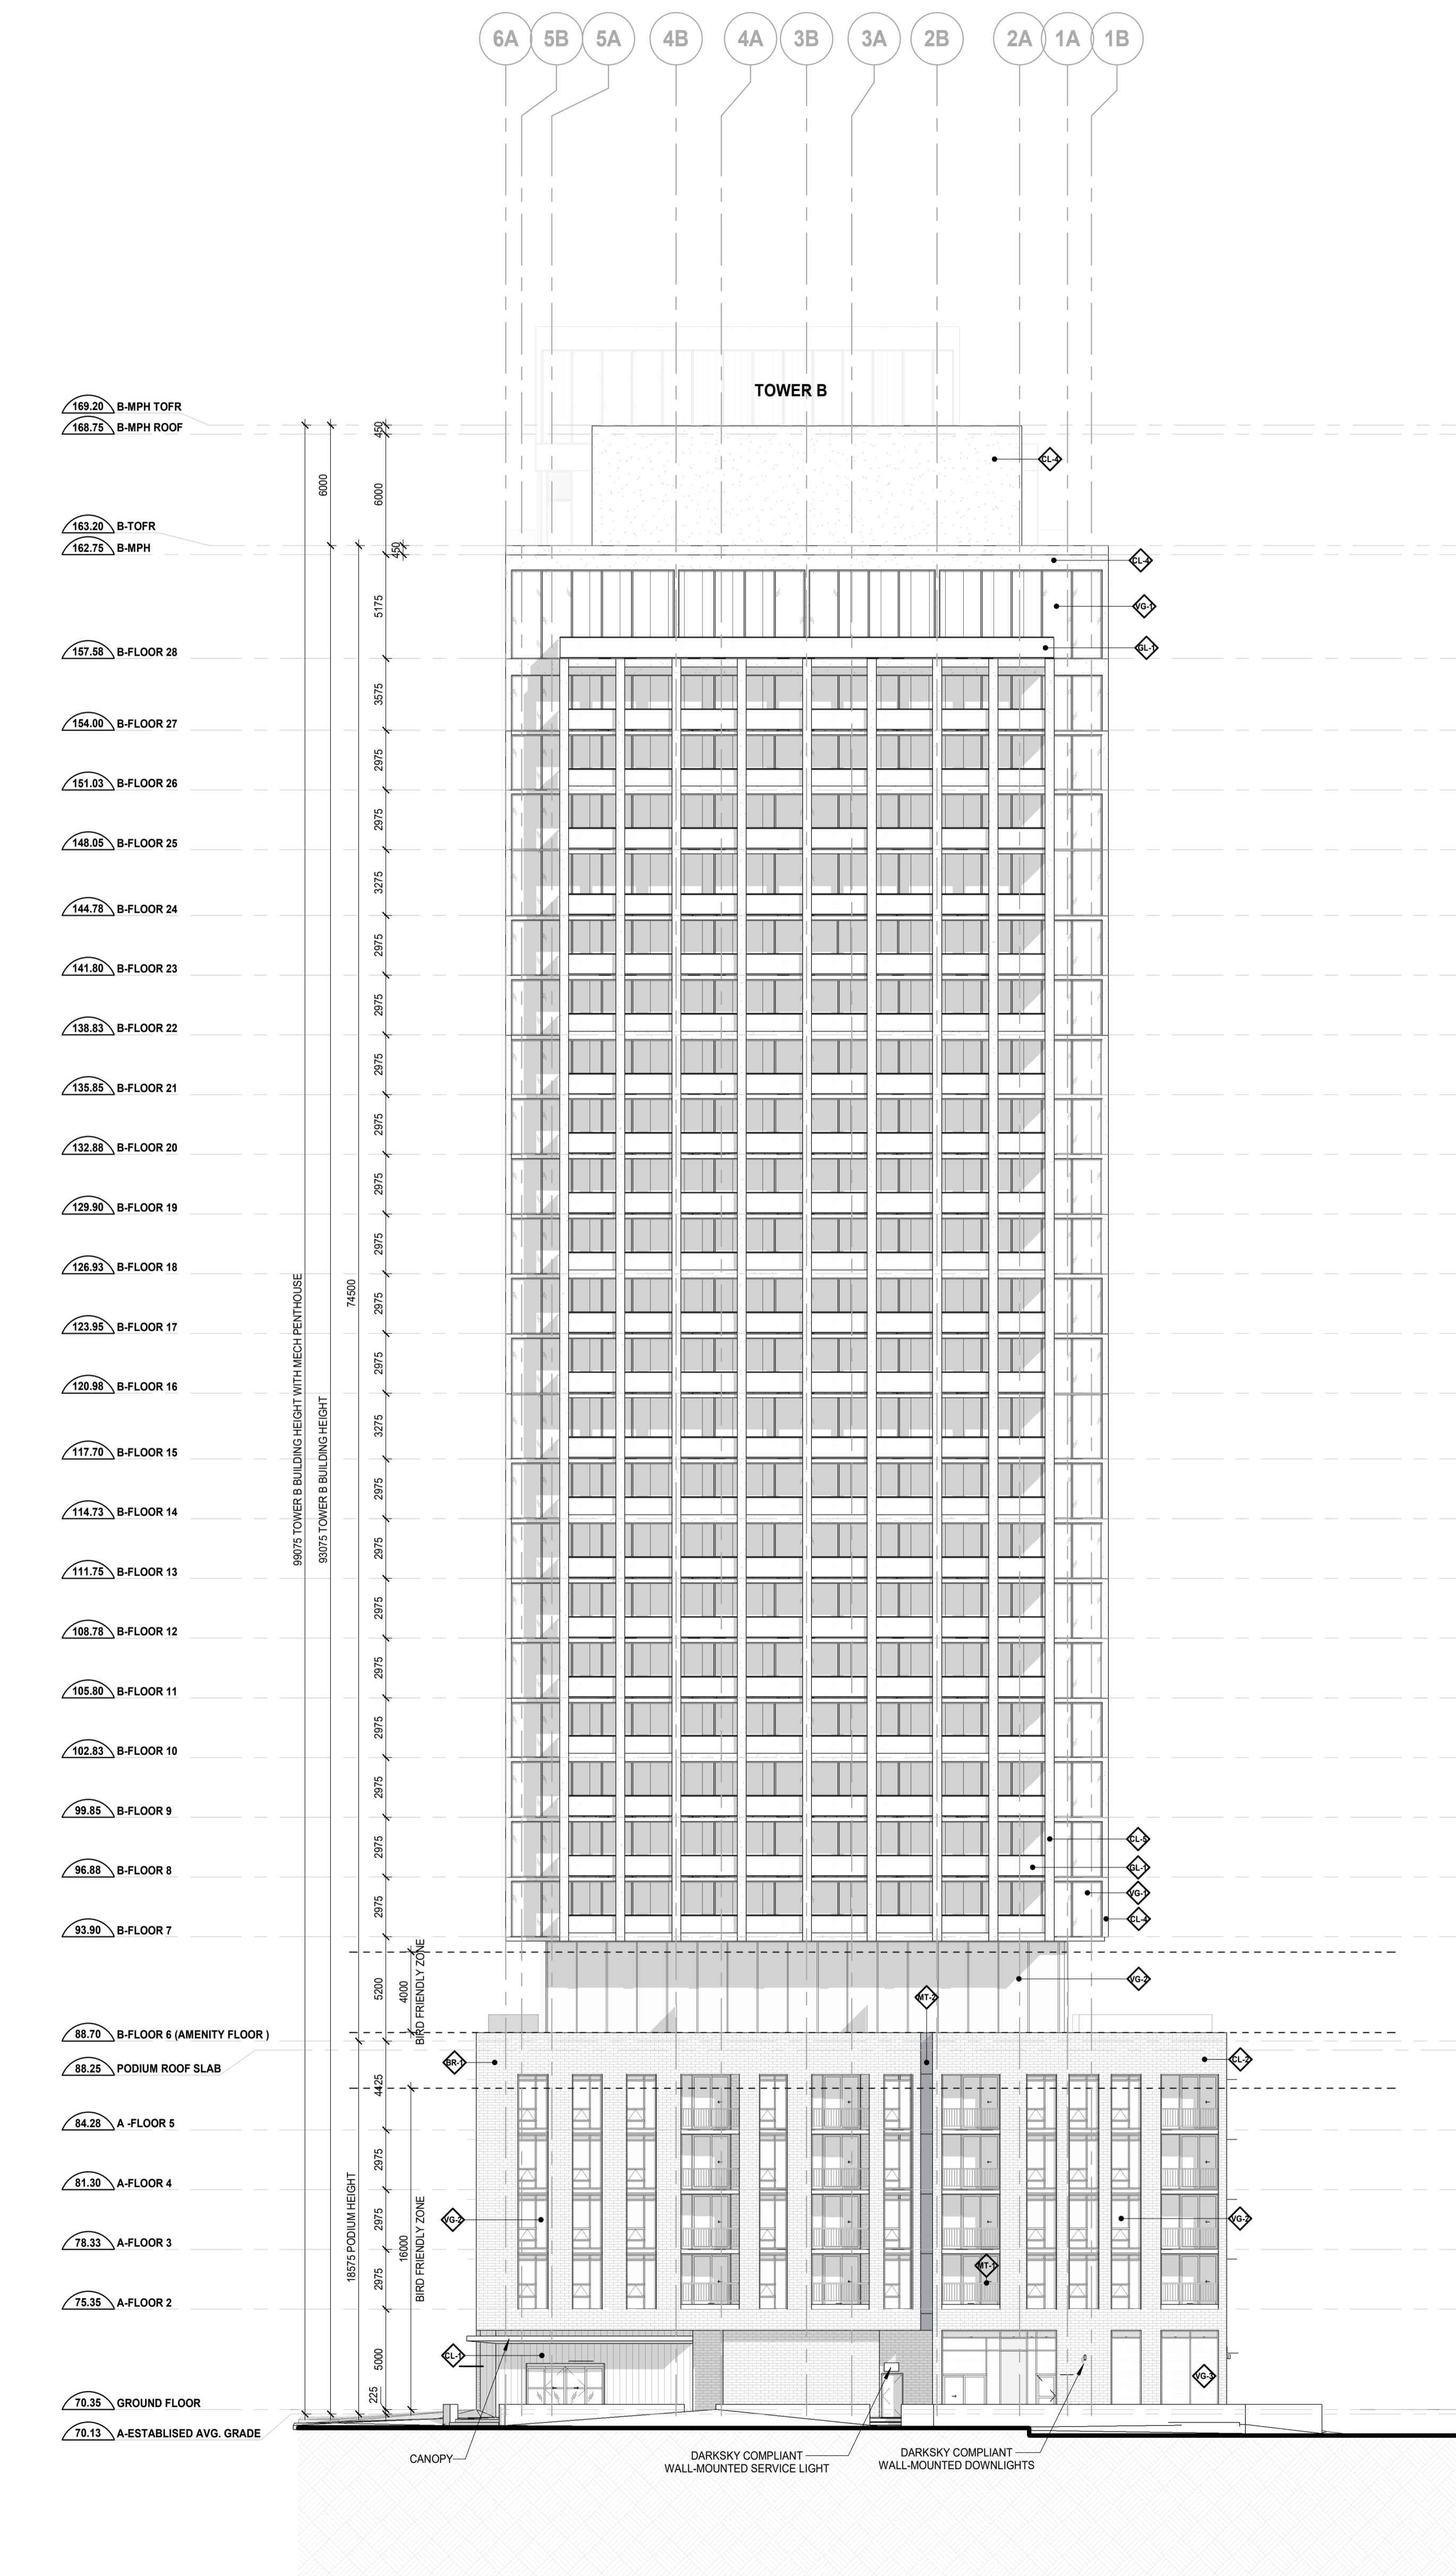 6A 5B 5A 4B 4A 3B 3A 2B 2A 1A 1B
TOWER B
169.20 B-MPH TOFR
168.75 B-MPH ROOF
450
6000
6000
CL-4
163.20 B-TOFR
162.75 B-MPH
450
CL-4
5175
VG-1
157.58 B-FLOOR 28
GL-1
3575
154.00 B-FLOOR 27
2975
151.03 B-FLOOR 26
2975
148.05 B-FLOOR 25
3275
144.78 B-FLOOR 24
2975
141.80 B-FLOOR 23
2975
138.83 B-FLOOR 22
2975
135.85 B-FLOOR 21
2975
132.88 B-FLOOR 20
2975
129.90 B-FLOOR 19
2975
126.93 B-FLOOR 18
2975
99075 TOWER B BUILDING HEIGHT WITH MECH PENTHOUSE
93075 TOWER B BUILDING HEIGHT
74500
123.95 B-FLOOR 17
2975
120.98 B-FLOOR 16
3275
117.70 B-FLOOR 15
2975
114.73 B-FLOOR 14
2975
111.75 B-FLOOR 13
2975
108.78 B-FLOOR 12
2975
105.80 B-FLOOR 11
2975
102.83 B-FLOOR 10
2975
99.85 B-FLOOR 9
2975
CL-5
96.88 B-FLOOR 8
GL-1
2975
VG-1
93.90 B-FLOOR 7
CL-4
5200
4000
BIRD FRIENDLY ZONE
VG-2
MT-2
88.70 B-FLOOR 6 (AMENITY FLOOR )
88.25 PODIUM ROOF SLAB
BR-1
CL-2
4425
84.28 A -FLOOR 5
2975
81.30 A-FLOOR 4
2975
18575 PODIUM HEIGHT
16000
BIRD FRIENDLY ZONE
VG-2
VG-2
78.33 A-FLOOR 3
2975
MT-1
75.35 A-FLOOR 2
5000
CL-1
VG-3
225
70.35 GROUND FLOOR
70.13 A-ESTABLISED AVG. GRADE
CANOPY
DARKSKY COMPLIANT
WALL-MOUNTED SERVICE LIGHT
DARKSKY COMPLIANT
WALL-MOUNTED DOWNLIGHTS